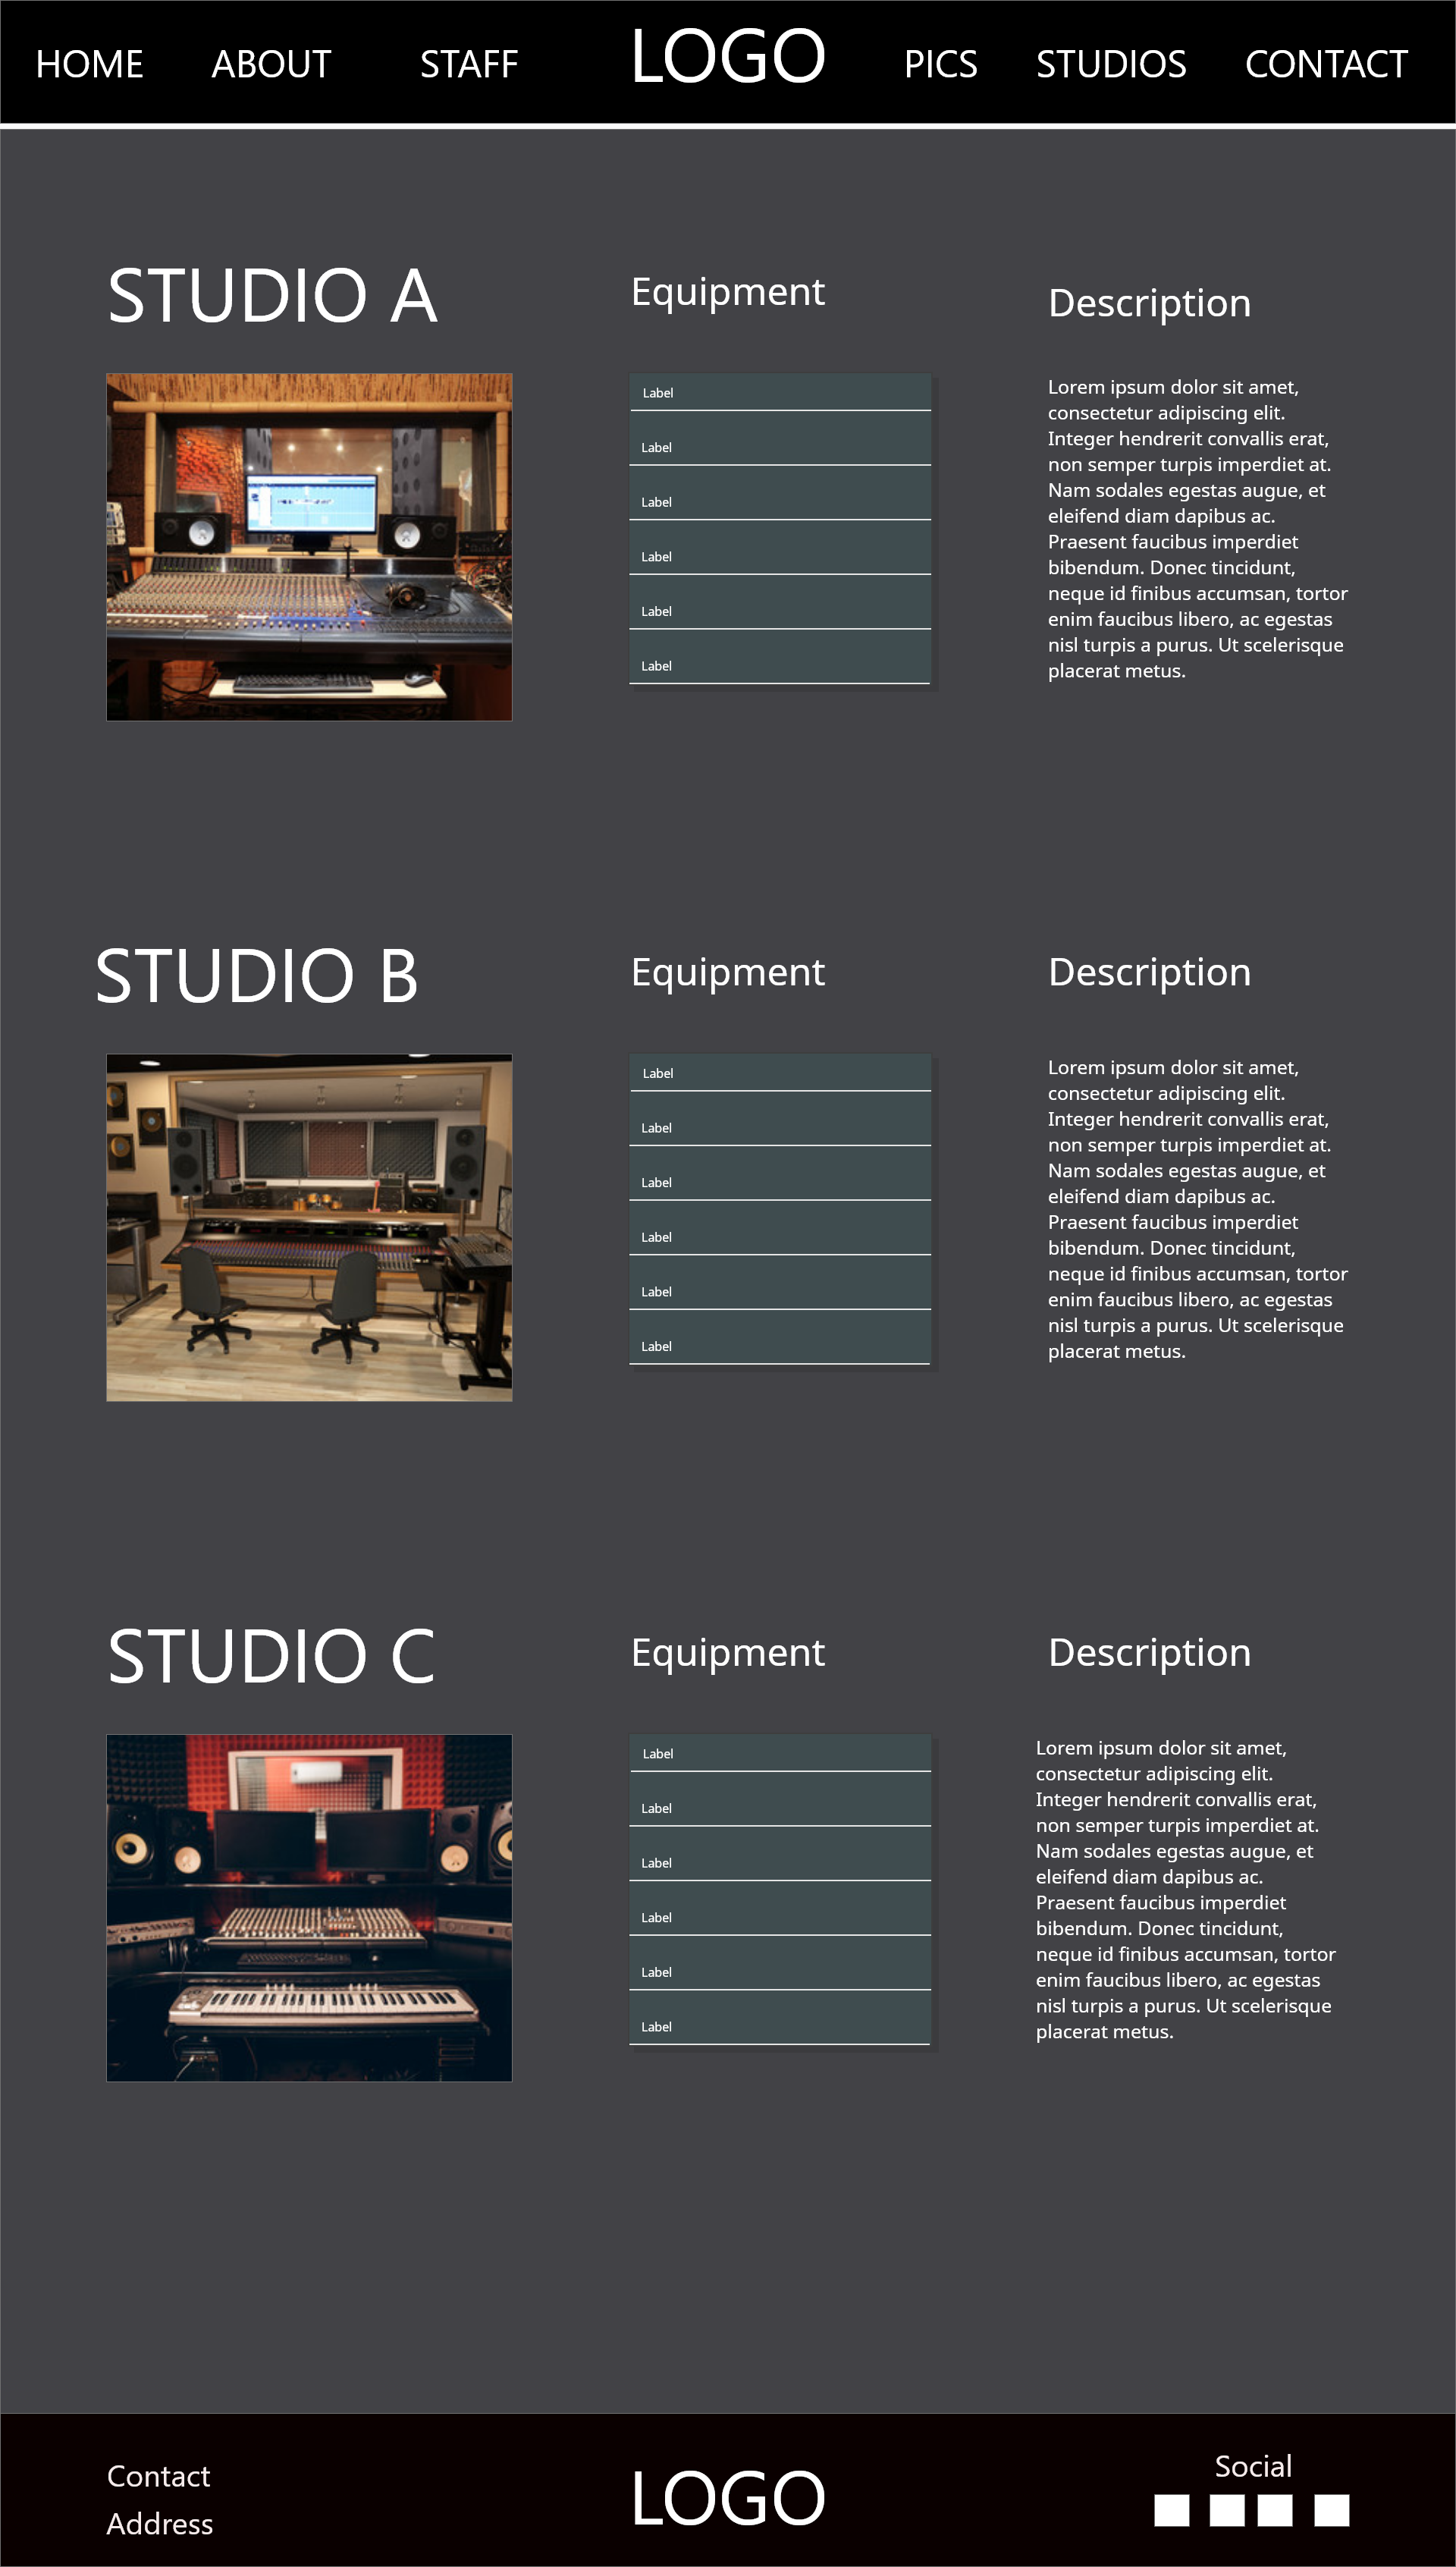 HOME ABOUT STAFF LOGO PICS STUDIOS CONTACT
STUDIO A
Equipment
Label
Label
Label
Label
Label
Label
Description
Lorem ipsum dolor sit amet,
consectetur adipiscing elit.
Integer hendrerit convallis erat,
non semper turpis imperdiet at.
Nam sodales egestas augue, et
eleifend diam dapibus ac.
Praesent faucibus imperdiet
bibendum. Donec tincidunt,
neque id finibus accumsan, tortor
enim faucibus libero, ac egestas
nisl turpis a purus. Ut scelerisque
placerat metus.
STUDIO B
Equipment
Label
Label
Label
Label
Label
Label
Description
Lorem ipsum dolor sit amet,
consectetur adipiscing elit.
Integer hendrerit convallis erat,
non semper turpis imperdiet at.
Nam sodales egestas augue, et
eleifend diam dapibus ac.
Praesent faucibus imperdiet
bibendum. Donec tincidunt,
neque id finibus accumsan, tortor
enim faucibus libero, ac egestas
nisl turpis a purus. Ut scelerisque
placerat metus.
STUDIO C
Equipment
Label
Label
Label
Label
Label
Label
Description
Lorem ipsum dolor sit amet,
consectetur adipiscing elit.
Integer hendrerit convallis erat,
non semper turpis imperdiet at.
Nam sodales egestas augue, et
eleifend diam dapibus ac.
Praesent faucibus imperdiet
bibendum. Donec tincidunt,
neque id finibus accumsan, tortor
enim faucibus libero, ac egestas
nisl turpis a purus. Ut scelerisque
placerat metus.
Contact
Address
LOGO
Social